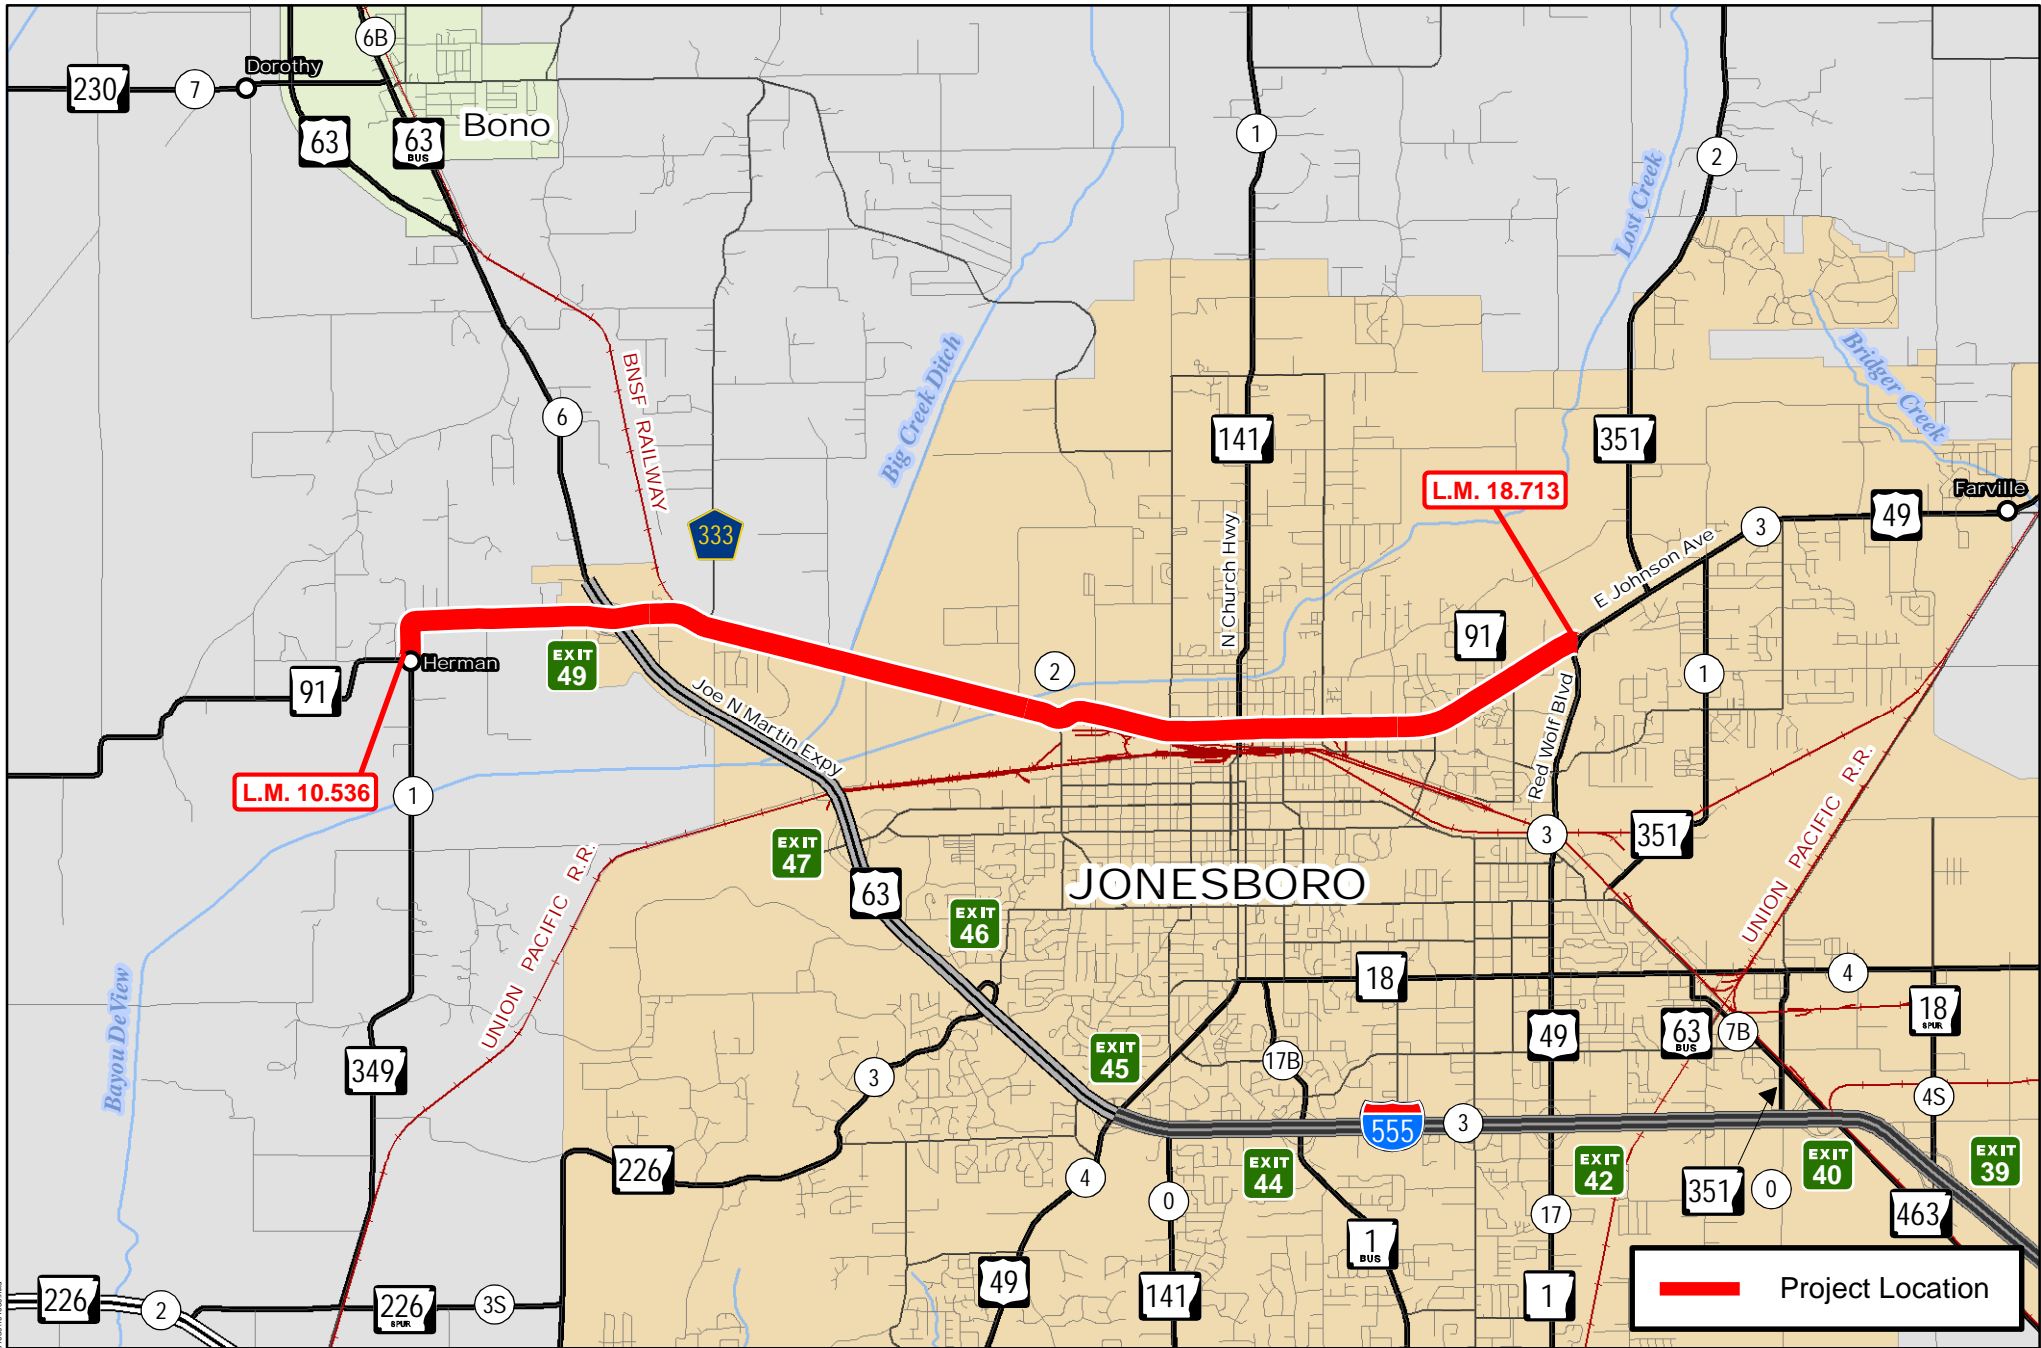 6B
Dorothy
230
7
Bono
63
63
BUS
1
2
Lost Creek
6
BNSF RAILWAY
Big Creek Ditch
141
351
Bridger Creek
L.M. 18.713
Farville
49
3
333
N Church Hwy
E Johnson Ave
91
Herman
EXIT
49
2
1
91
Joe N Martin Expy
Red Wolf Blvd
L.M. 10.536
1
EXIT
47
3
351
UNION PACIFIC R.R.
UNION PACIFIC R.R.
JONESBORO
63
EXIT
46
18
4
Bayou DeView
18
SPUR
49
63
BUS
7B
EXIT
45
17B
349
3
4S
555
3
226
4
0
EXIT
44
EXIT
42
351
0
EXIT
40
EXIT
39
17
463
1
BUS
49
141
1
226
2
226
SPUR
3S
Project Location